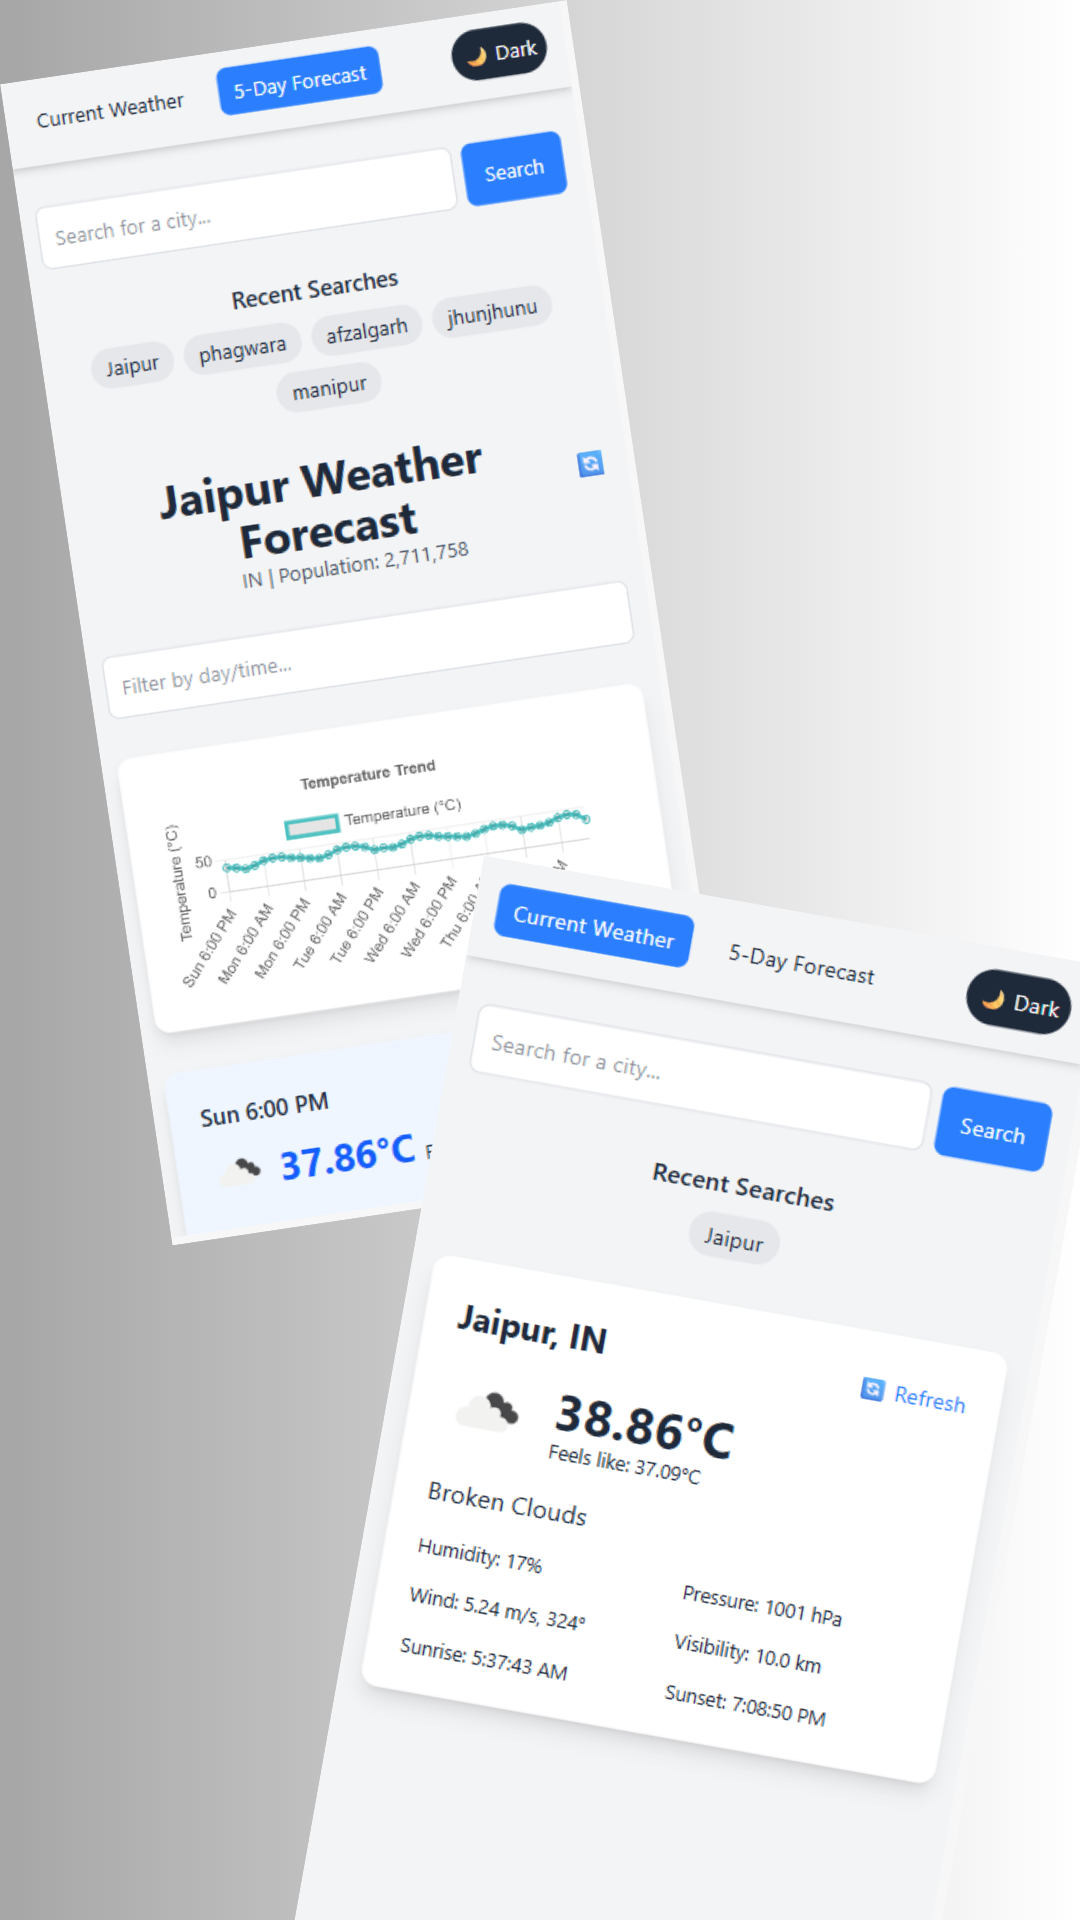 Current Weather
5-Day Forecast
🌙 Dark
Search for a city...
Search
Recent Searches
Jaipur
phagwara
afzalgarh
jhunjhunu
manipur
Jaipur Weather
Forecast
IN | Population: 2,711,758
Filter by day/time...
Temperature Trend
Temperature (°C)
Temperature (°C)
50
0
Sun 6:00 PM
Mon 6:00 AM
Mon 6:00 PM
Tue 6:00 AM
Tue 6:00 PM
Wed 6:00 AM
Wed 6:00 PM
Thu 6:00
Sun 6:00 PM
37.86°C
Current Weather
5-Day Forecast
🌙 Dark
Search for a city...
Search
Recent Searches
Jaipur
Jaipur, IN
Refresh
38.86°C
Feels like: 37.09°C
Broken Clouds
Humidity: 17%
Pressure: 1001 hPa
Wind: 5.24 m/s, 324°
Visibility: 10.0 km
Sunrise: 5:37:43 AM
Sunset: 7:08:50 PM